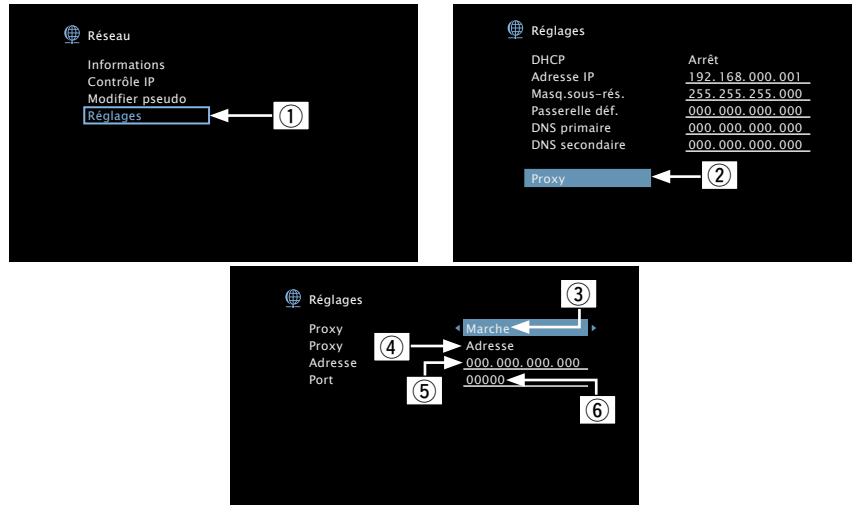 Réseau
Informations
Contrôle IP
Modifier pseudo
Réglages
①
Réglages
DHCP Arrêt
Adresse IP 192.168.000.001
Masq.sous-rés. 255.255.255.000
Passerelle déf. 000.000.000.000
DNS primaire 000.000.000.000
DNS secondaire 000.000.000.000
Proxy
②
Réglages
③
Proxy Marche
Proxy ④ Adresse
Adresse 000.000.000.000
⑤
Port 00000
⑥